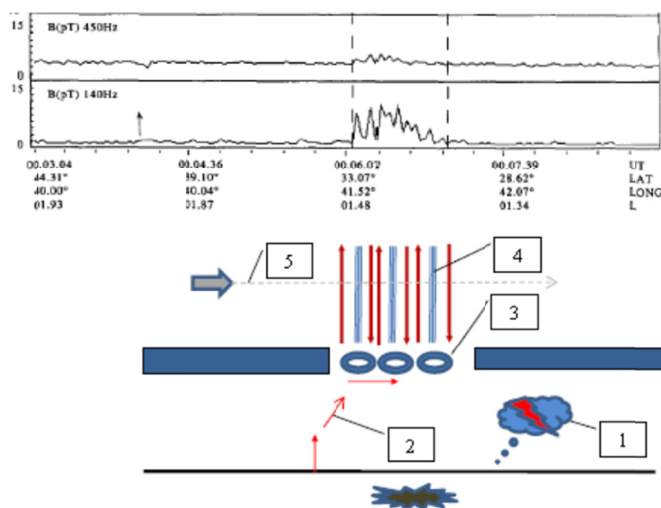 15
B(pT) 450Hz
0
15
B(pT) 140Hz
0
00.03.04 00.04.36 00.06.07 00.07.39 UT
44.31° 39.10° 33.07° 28.62° LAT
40.00° 40.04° 41.52° 42.07° LONG
01.93 01.87 01.48 01.34 L
5
4
3
2
1